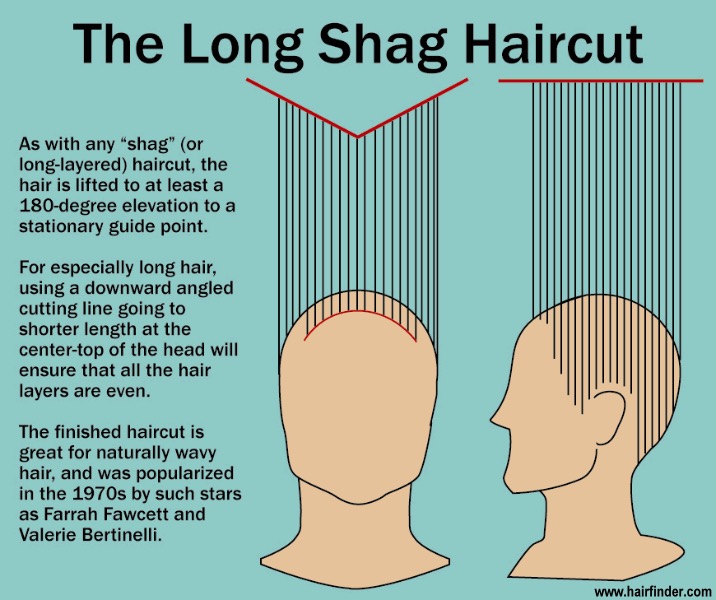 The Long Shag Haircut
As with any “shag” (or
long-layered) haircut, the
hair is lifted to at least a
180-degree elevation to a
stationary guide point.
For especially long hair,
using a downward angled
cutting line going to
shorter length at the
center-top of the head will
ensure that all the hair
layers are even.
The finished haircut is
great for naturally wavy
hair, and was popularized
in the 1970s by such stars
as Farrah Fawcett and
Valerie Bertinelli.
www.hairfinder.com